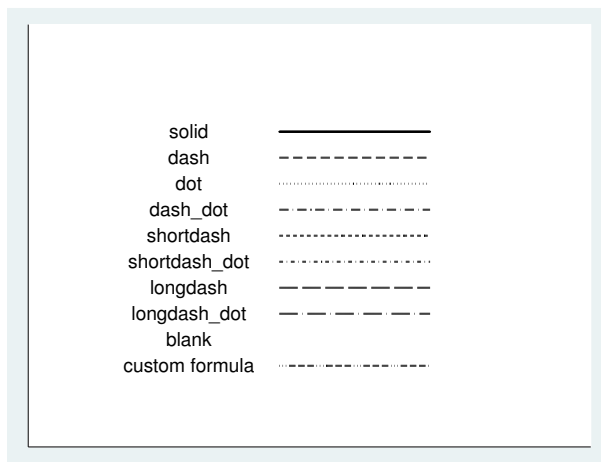 solid
dash
dot
dash_dot
shortdash
shortdash_dot
longdash
longdash_dot
blank
custom formula